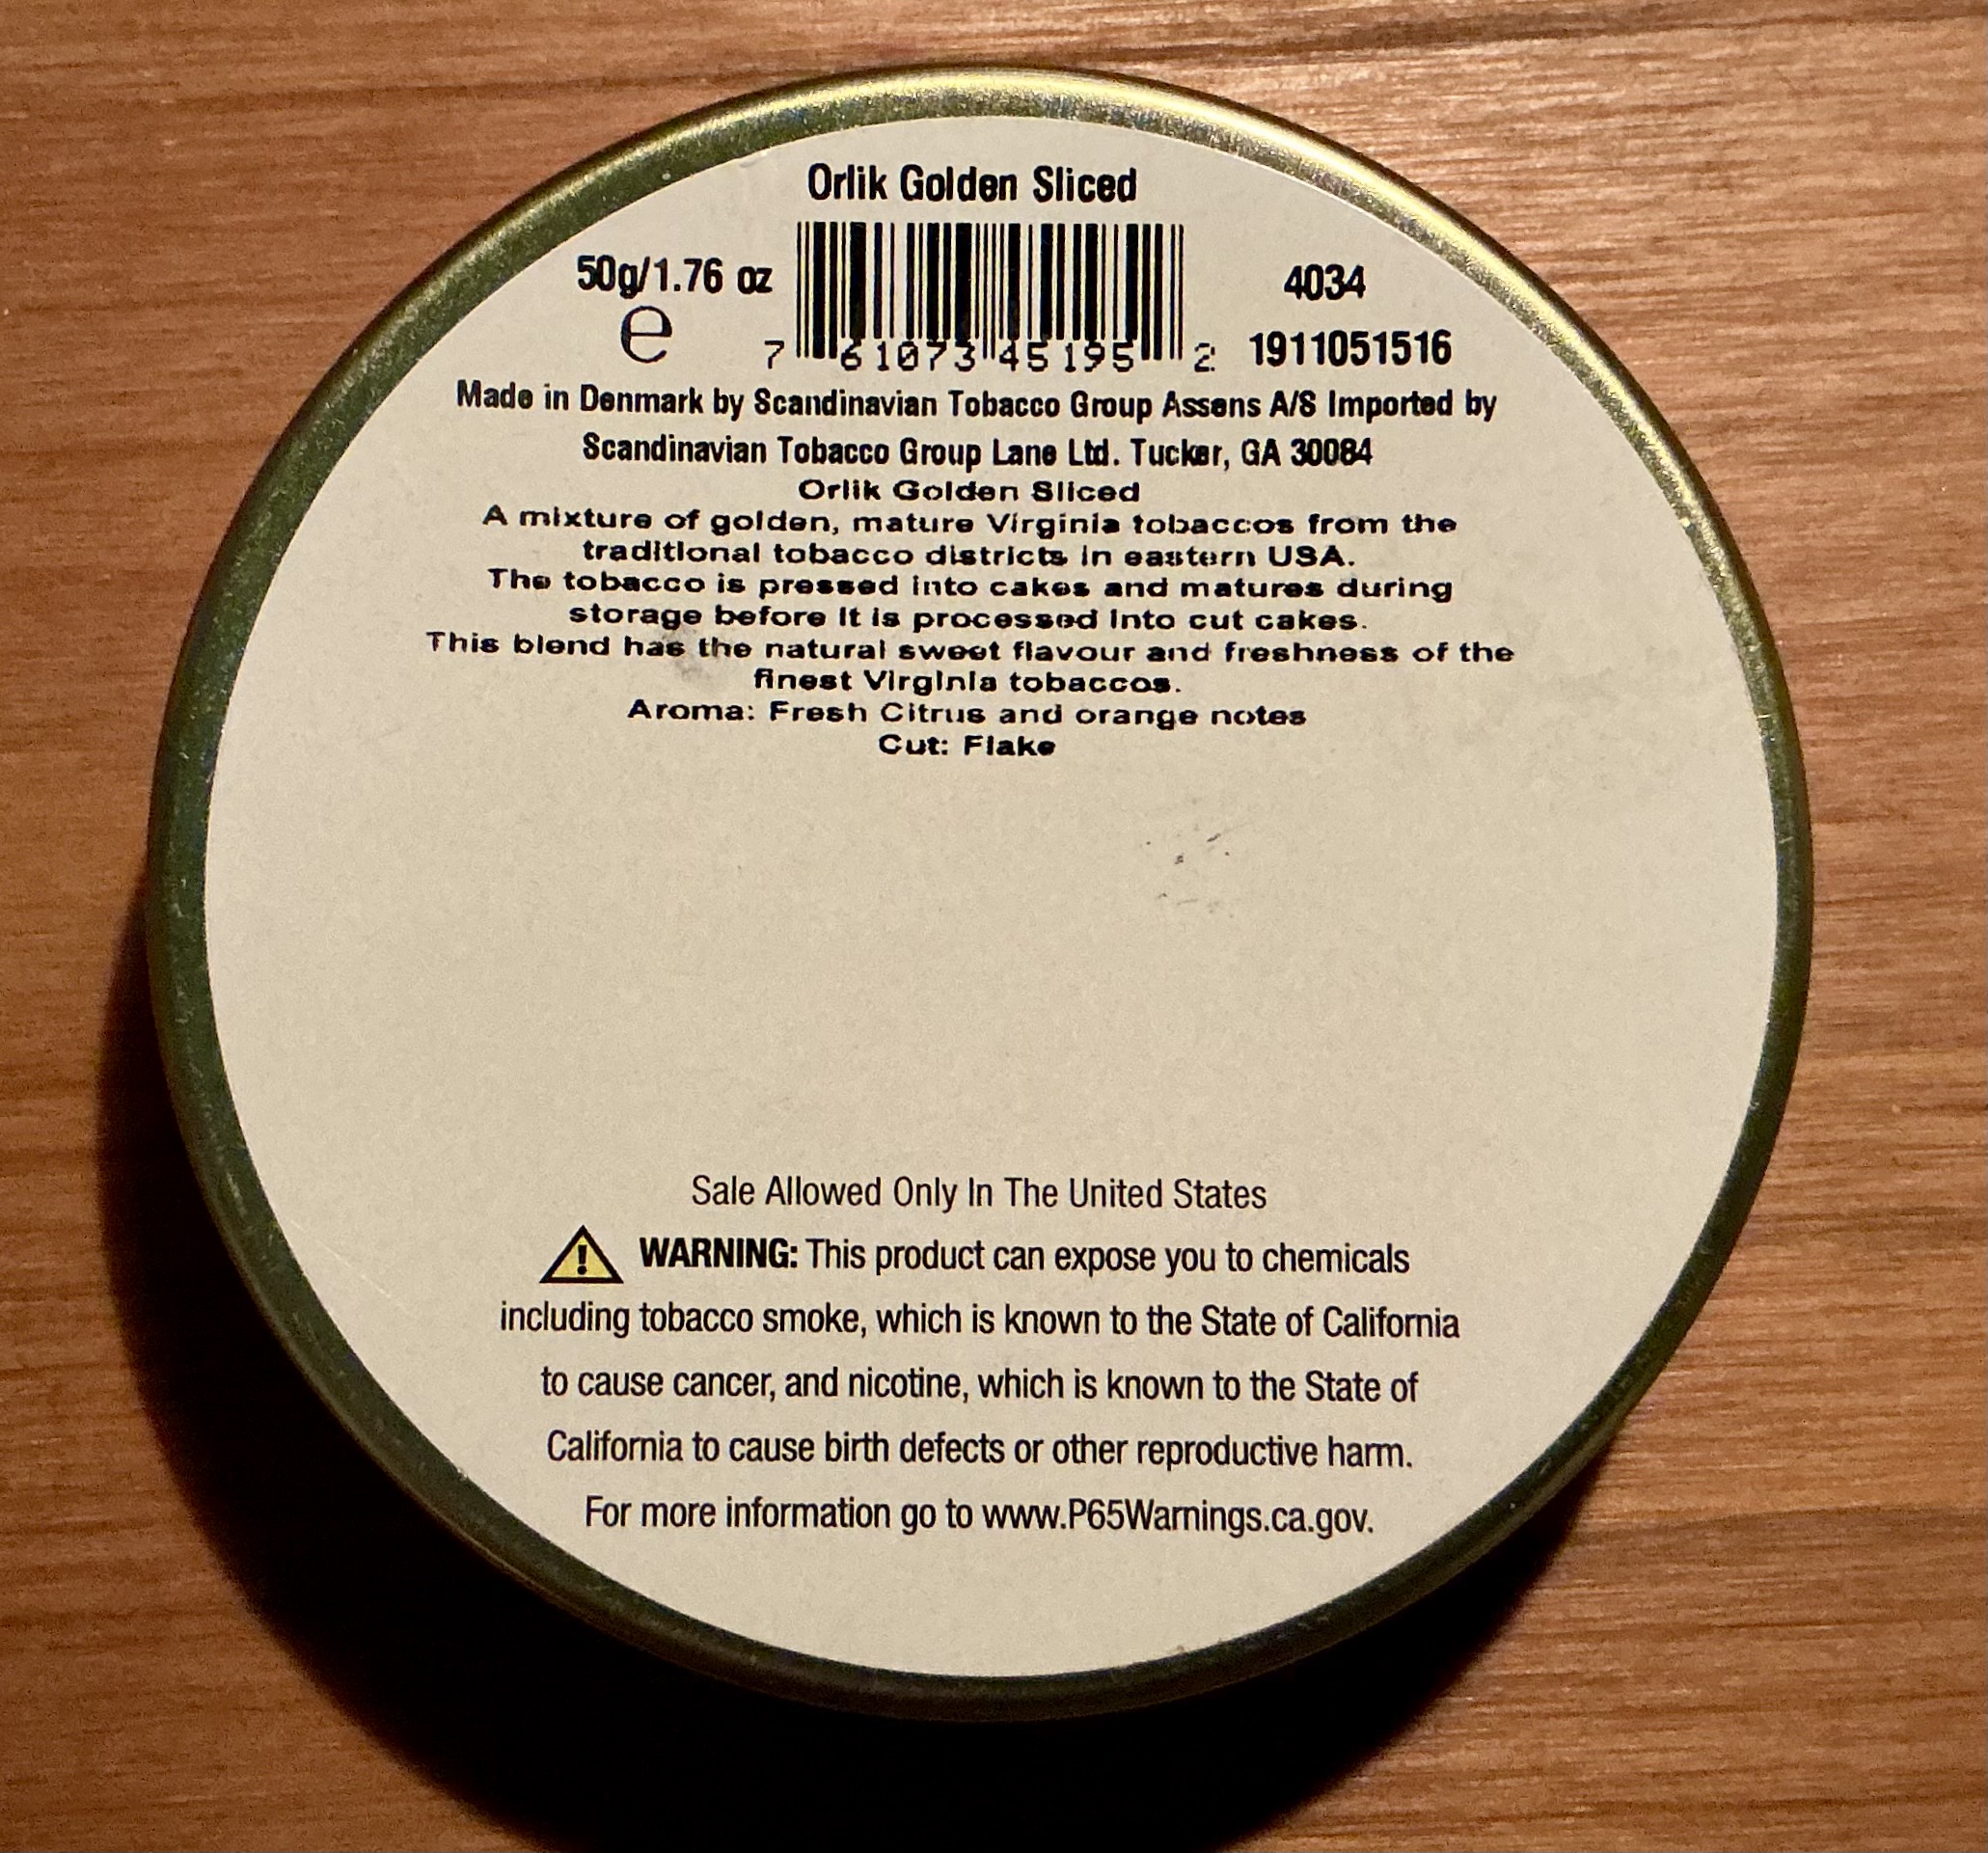 Orlik Golden Sliced
50g/1.76 oz
e
7 61073 45195 2
4034
1911051516
Made in Denmark by Scandinavian Tobacco Group Assens A/S Imported by
Scandinavian Tobacco Group Lane Ltd. Tucker, GA 30084
Orlik Golden Sliced
A mixture of golden, mature Virginia tobaccos from the
traditional tobacco districts in eastern USA.
The tobacco is pressed into cakes and matures during
storage before it is processed into cut cakes.
This blend has the natural sweet flavour and freshness of the
finest Virginia tobaccos.
Aroma: Fresh Citrus and orange notes
Cut: Flake
Sale Allowed Only In The United States
WARNING: This product can expose you to chemicals
including tobacco smoke, which is known to the State of California
to cause cancer, and nicotine, which is known to the State of
California to cause birth defects or other reproductive harm.
For more information go to www.P65Warnings.ca.gov.